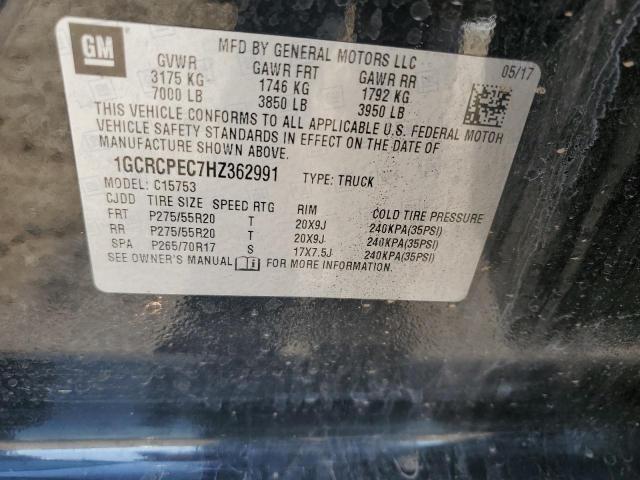 GM
MFD BY GENERAL MOTORS LLC
05/17
GVWR GAWR FRT GAWR RR
3175 KG 1746 KG 1792 KG
7000 LB 3850 LB 3950 LB
THIS VEHICLE CONFORMS TO ALL APPLICABLE U.S. FEDERAL MOTOR
VEHICLE SAFETY STANDARDS IN EFFECT ON THE DATE OF
MANUFACTURE SHOWN ABOVE.
1GCRCPEC7HZ362991 TYPE: TRUCK
MODEL: C15753
CJDD TIRE SIZE SPEED RTG RIM COLD TIRE PRESSURE
FRT P275/55R20 T 20X9J 240KPA(35PSI)
RR P275/55R20 T 20X9J 240KPA(35PSI)
SPA P265/70R17 S 17X7.5J 240KPA(35PSI)
SEE OWNER'S MANUAL FOR MORE INFORMATION.